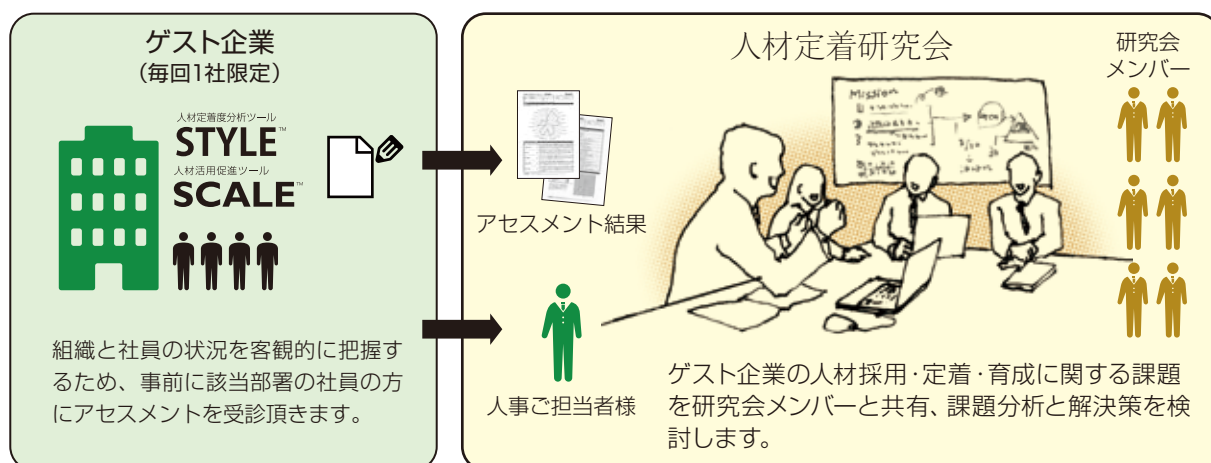 ゲスト企業
（毎回1社限定）
人材定着度分析ツール
STYLE™
人材活用促進ツール
SCALE™
組織と社員の状況を客観的に把握す
るため、事前に該当部署の社員の方
にアセスメントを受診頂きます。
人材定着研究会
研究会
メンバー
Mission
アセスメント結果
人事ご担当者様
ゲスト企業の人材採用・定着・育成に関する課題
を研究会メンバーと共有、課題分析と解決策を検
討します。